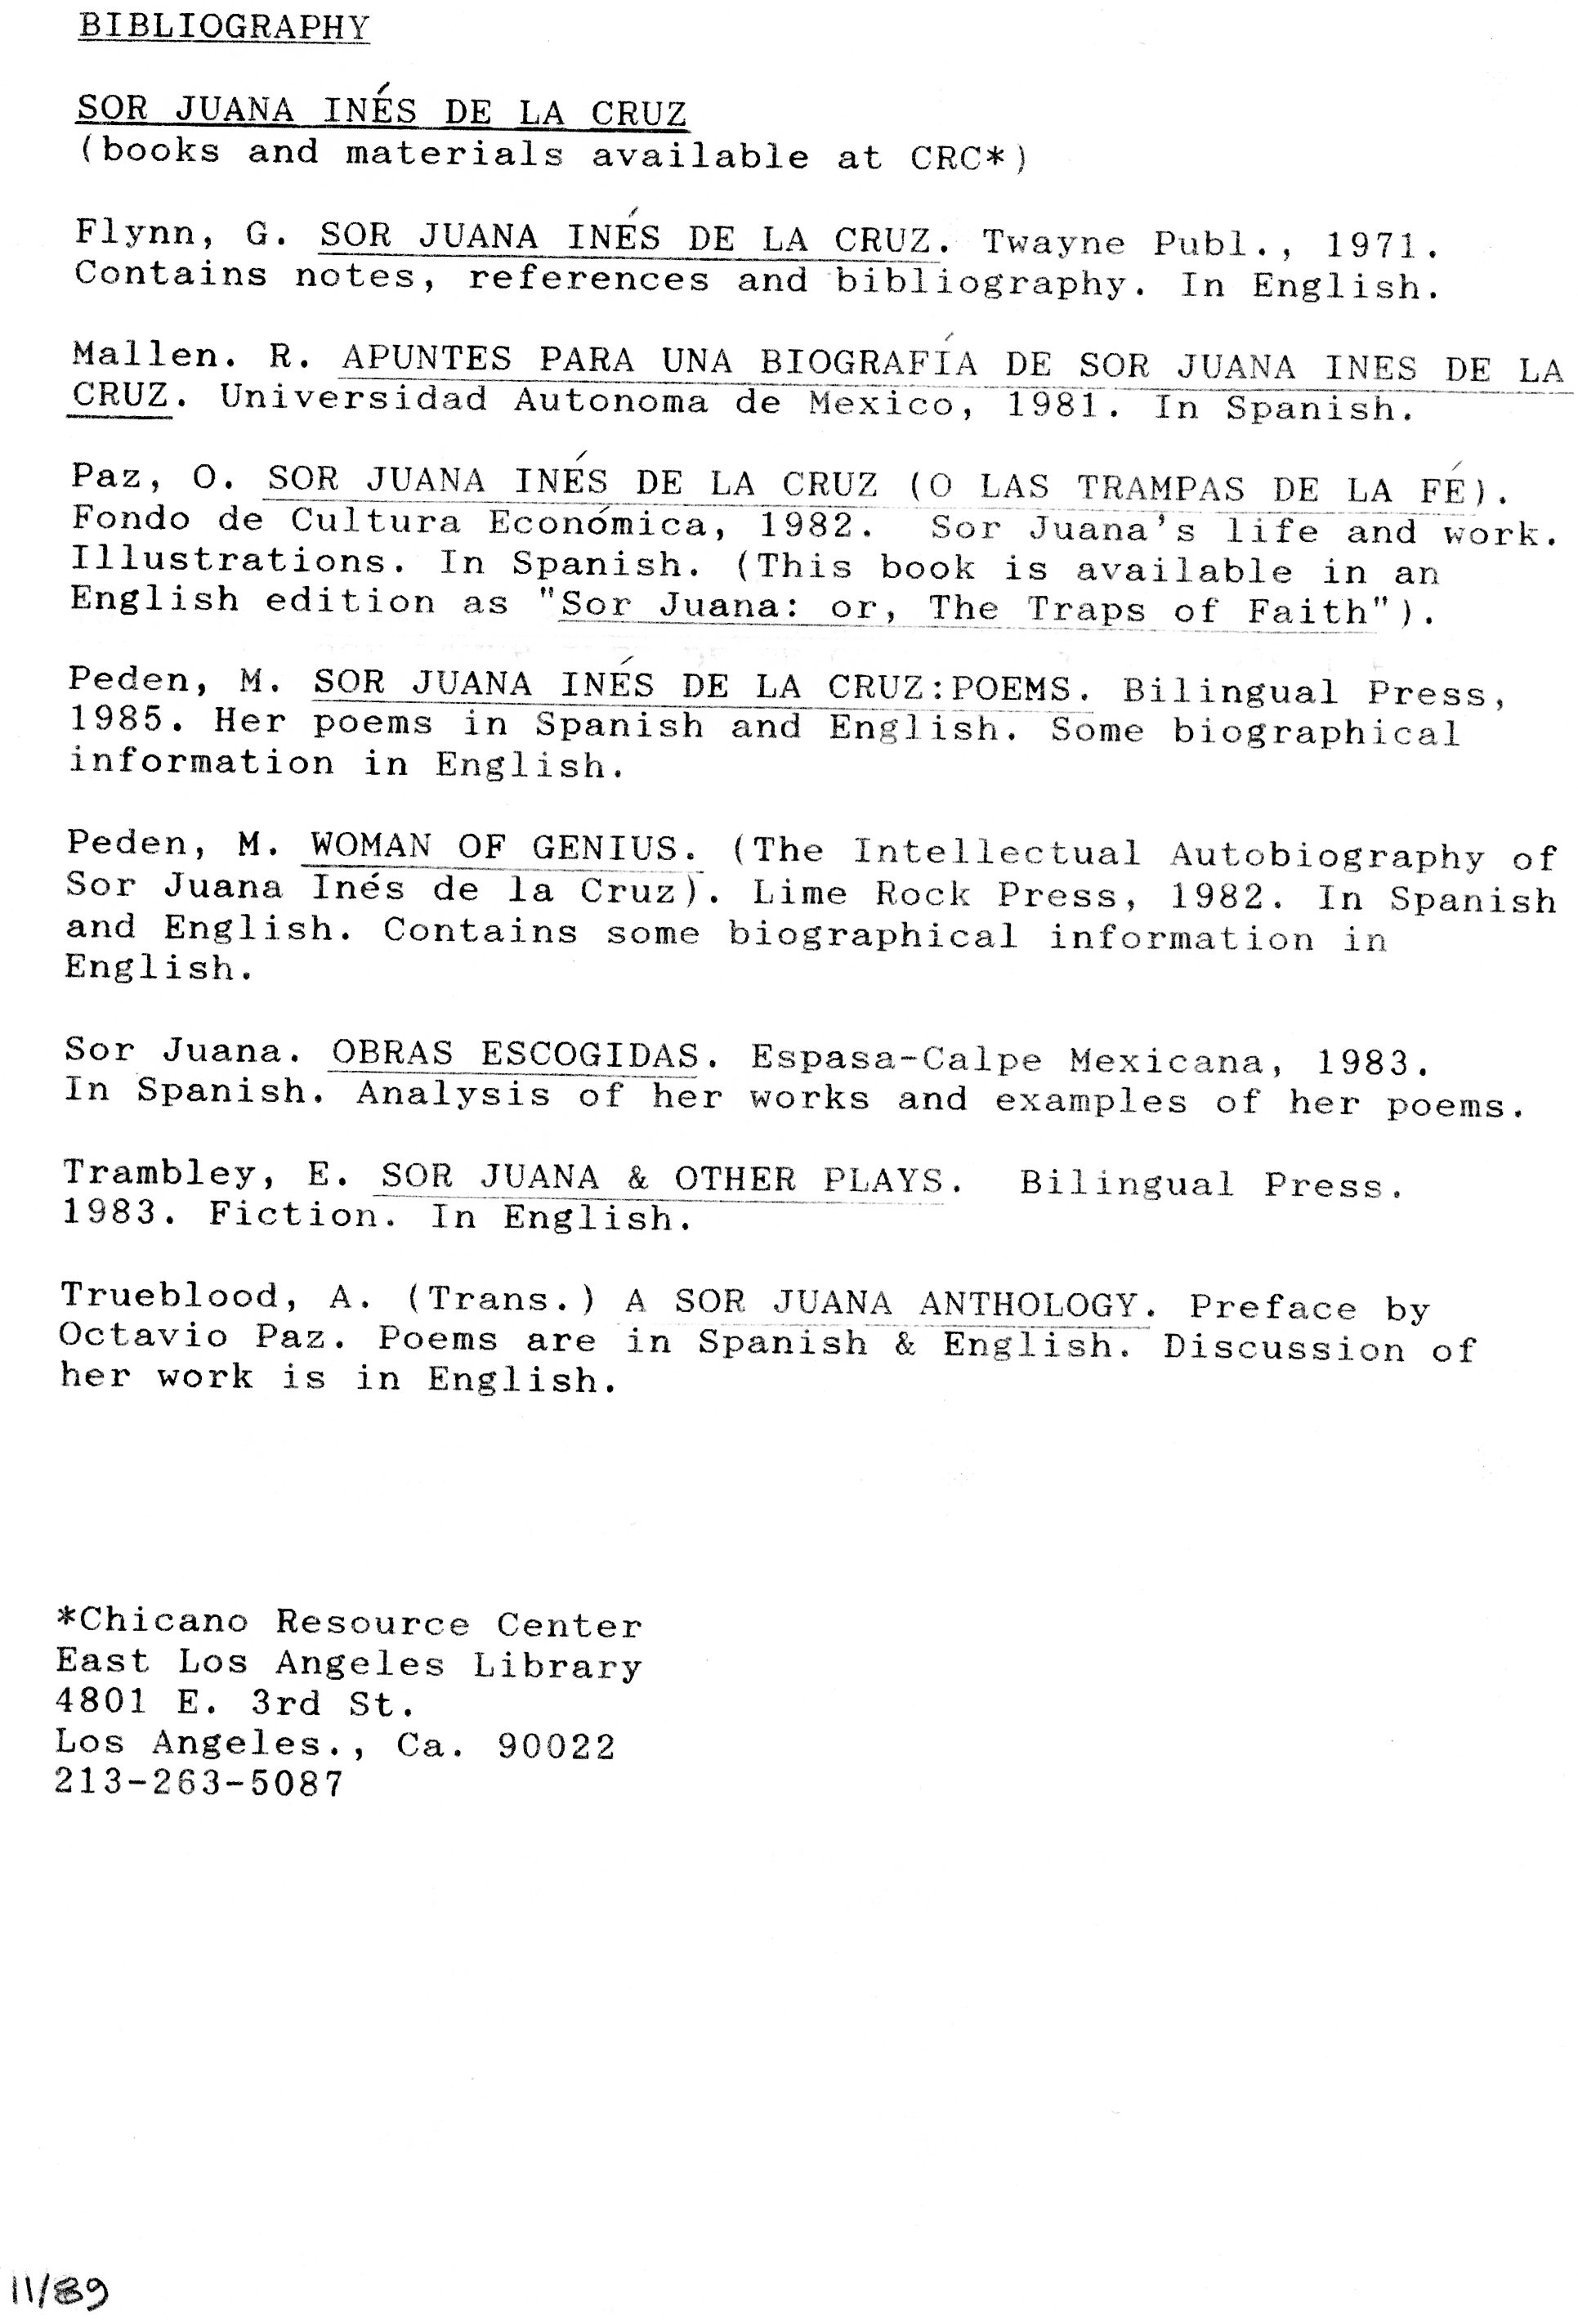 BIBLIOGRAPHY
SOR JUANA INÉS DE LA CRUZ
(books and materials available at CRC*)
Flynn, G. SOR JUANA INÉS DE LA CRUZ. Twayne Publ., 1971.
Contains notes, references and bibliography. In English.
Mallen. R. APUNTES PARA UNA BIOGRAFÍA DE SOR JUANA INES DE LA
CRUZ. Universidad Autonoma de Mexico, 1981. In Spanish.
Paz, O. SOR JUANA INÉS DE LA CRUZ (O LAS TRAMPAS DE LA FÉ).
Fondo de Cultura Económica, 1982. Sor Juana's life and work.
Illustrations. In Spanish. (This book is available in an
English edition as "Sor Juana: or, The Traps of Faith").
Peden, M. SOR JUANA INÉS DE LA CRUZ:POEMS. Bilingual Press,
1985. Her poems in Spanish and English. Some biographical
information in English.
Peden, M. WOMAN OF GENIUS. (The Intellectual Autobiography of
Sor Juana Inés de la Cruz). Lime Rock Press, 1982. In Spanish
and English. Contains some biographical information in
English.
Sor Juana. OBRAS ESCOGIDAS. Espasa-Calpe Mexicana, 1983.
In Spanish. Analysis of her works and examples of her poems.
Trambley, E. SOR JUANA & OTHER PLAYS. Bilingual Press.
1983. Fiction. In English.
Trueblood, A. (Trans.) A SOR JUANA ANTHOLOGY. Preface by
Octavio Paz. Poems are in Spanish & English. Discussion of
her work is in English.
*Chicano Resource Center
East Los Angeles Library
4801 E. 3rd St.
Los Angeles., Ca. 90022
213-263-5087
11/89